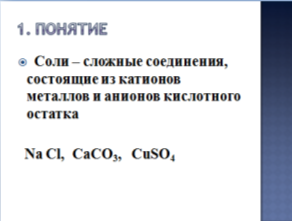 1. ПОНЯТИЕ
Соли – сложные соединения,
состоящие из катионов
металлов и анионов кислотного
остатка
Na Cl, CaCO₃, CuSO₄